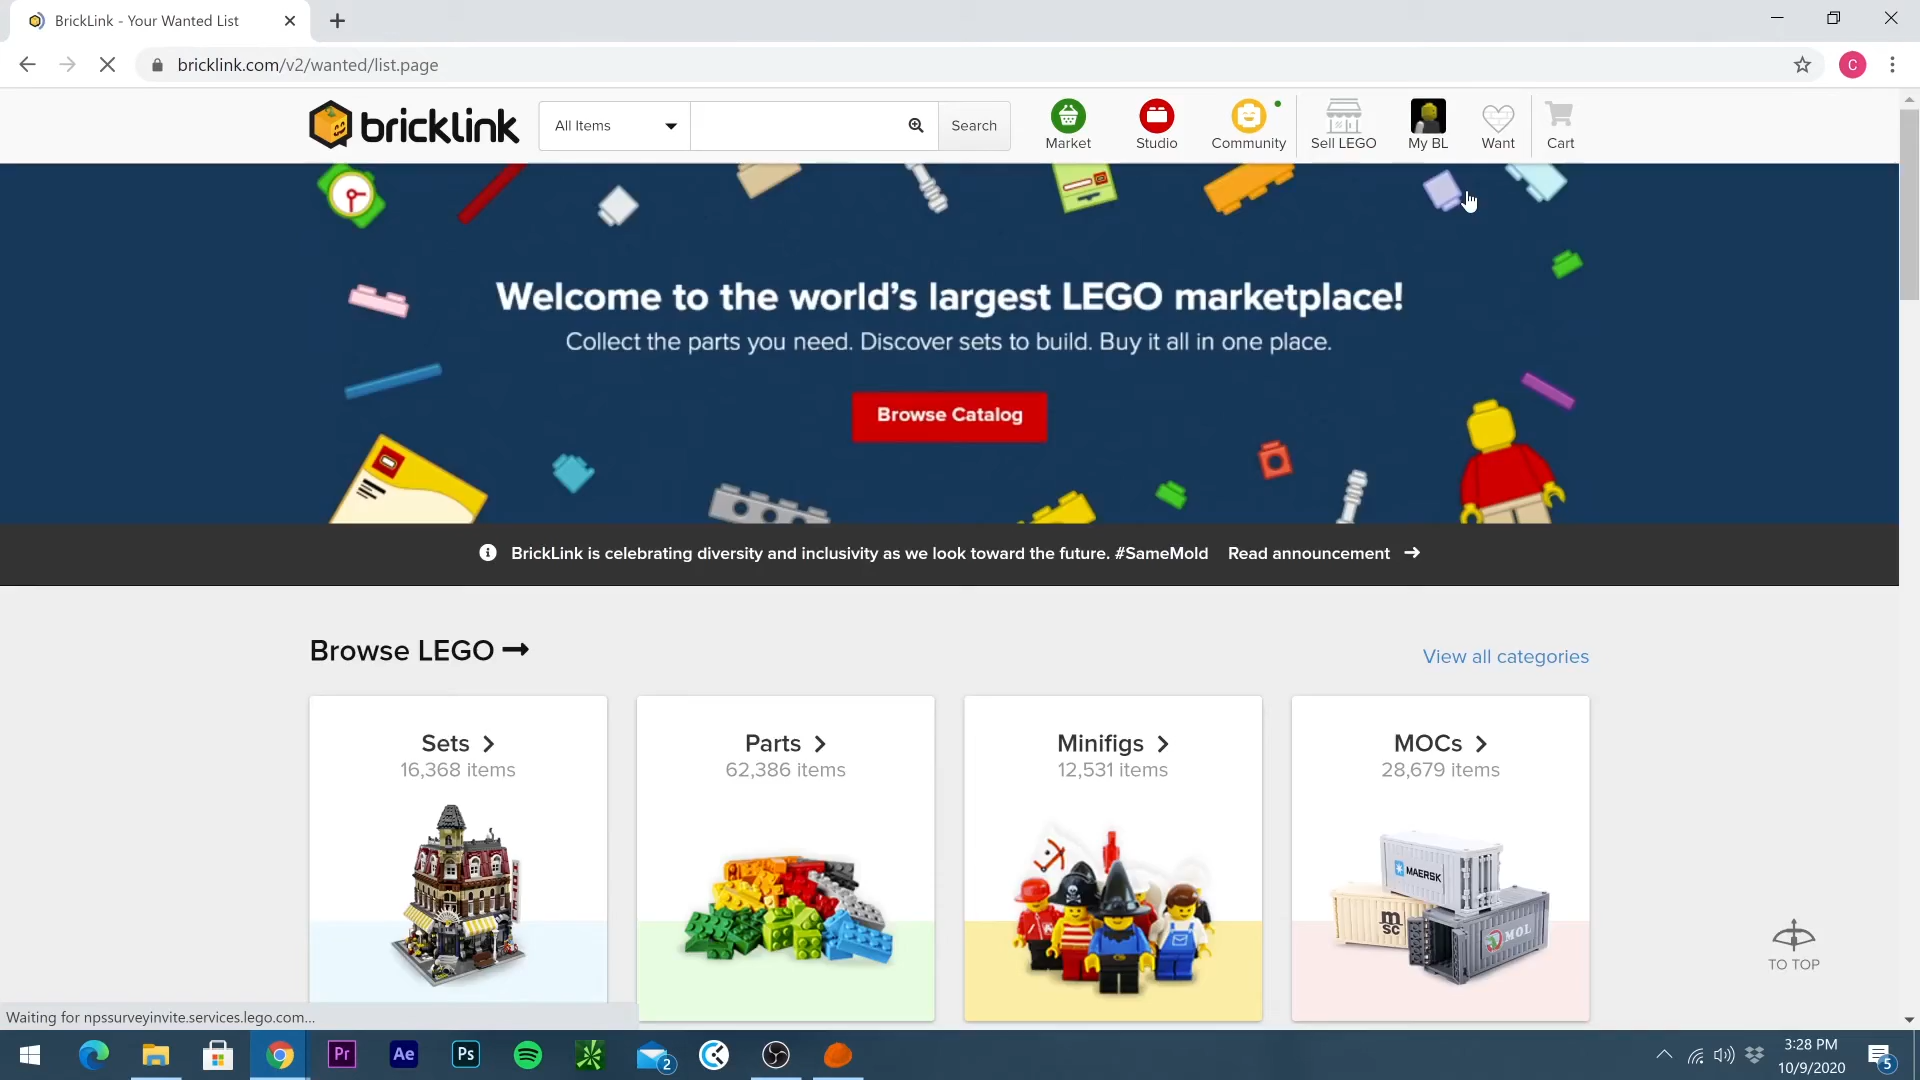 BrickLink - Your Wanted List
bricklink.com/v2/wanted/list.page
C
bricklink
All Items
Search
Market
Studio
Community
Sell LEGO
My BL
Want
Cart
Welcome to the world's largest LEGO marketplace!
Collect the parts you need. Discover sets to build. Buy it all in one place.
Browse Catalog
BrickLink is celebrating diversity and inclusivity as we look toward the future. #SameMold Read announcement →
Browse LEGO →
View all categories
Sets
16,368 items
Parts
62,386 items
Minifigs
12,531 items
MOCs
28,679 items
MAERSK
m
sc
MOL
TO TOP
Waiting for npssurveyinvite.services.lego.com...
Pr
Ae
Ps
2
3:28 PM
10/9/2020
5